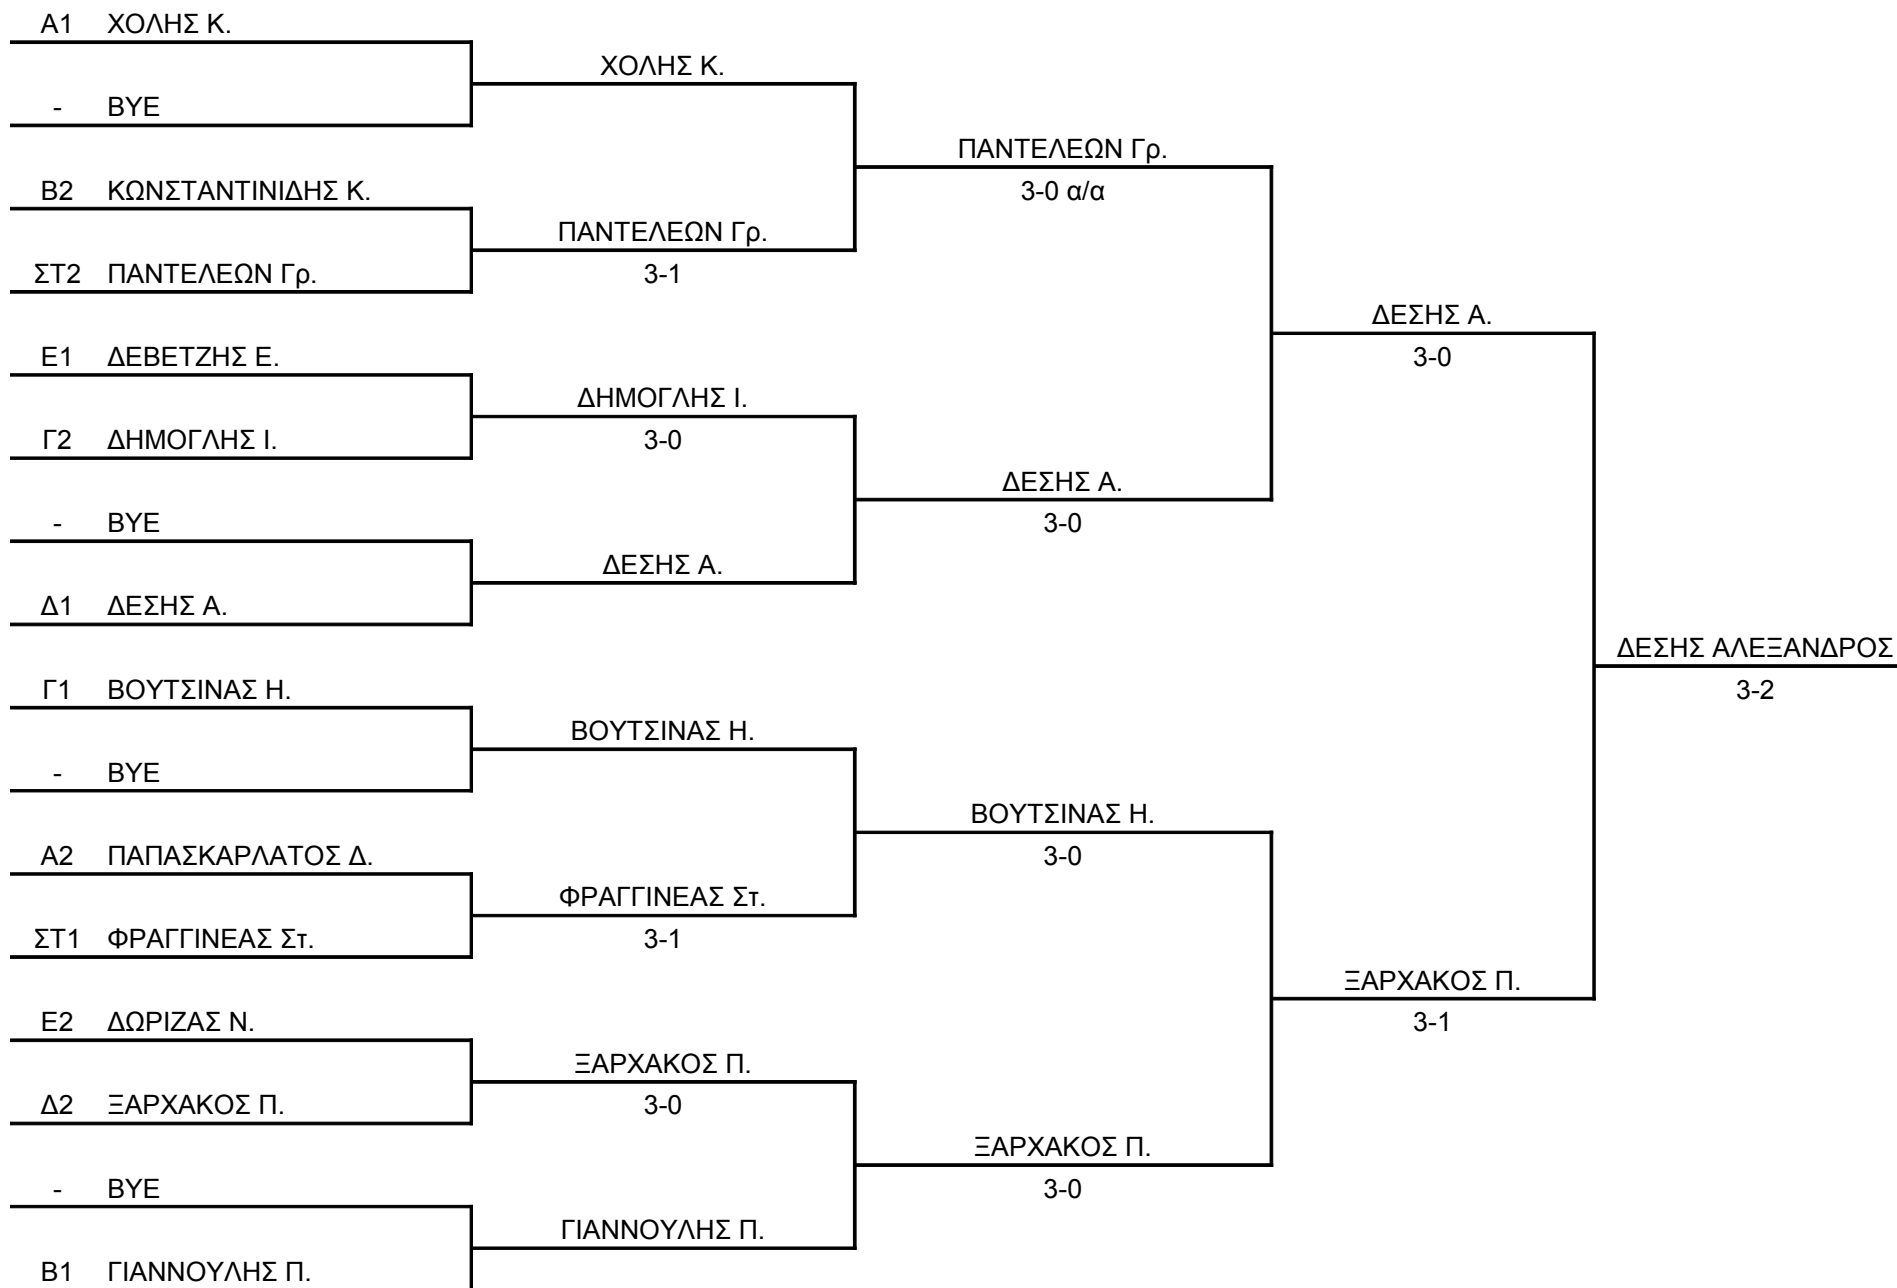 Α1 ΧΟΛΗΣ Κ.
ΧΟΛΗΣ Κ.
- BYE
ΠΑΝΤΕΛΕΩΝ Γρ.
Β2 ΚΩΝΣΤΑΝΤΙΝΙΔΗΣ Κ.
3-0 α/α
ΠΑΝΤΕΛΕΩΝ Γρ.
ΣΤ2 ΠΑΝΤΕΛΕΩΝ Γρ.
3-1
ΔΕΣΗΣ Α.
Ε1 ΔΕΒΕΤΖΗΣ Ε.
3-0
ΔΗΜΟΓΛΗΣ Ι.
Γ2 ΔΗΜΟΓΛΗΣ Ι.
3-0
ΔΕΣΗΣ Α.
- BYE
3-0
ΔΕΣΗΣ Α.
Δ1 ΔΕΣΗΣ Α.
ΔΕΣΗΣ ΑΛΕΞΑΝΔΡΟΣ
Γ1 ΒΟΥΤΣΙΝΑΣ Η.
3-2
ΒΟΥΤΣΙΝΑΣ Η.
- BYE
ΒΟΥΤΣΙΝΑΣ Η.
Α2 ΠΑΠΑΣΚΑΡΛΑΤΟΣ Δ.
3-0
ΦΡΑΓΓΙΝΕΑΣ Στ.
ΣΤ1 ΦΡΑΓΓΙΝΕΑΣ Στ.
3-1
ΞΑΡΧΑΚΟΣ Π.
Ε2 ΔΩΡΙΖΑΣ Ν.
3-1
ΞΑΡΧΑΚΟΣ Π.
Δ2 ΞΑΡΧΑΚΟΣ Π.
3-0
ΞΑΡΧΑΚΟΣ Π.
- BYE
3-0
ΓΙΑΝΝΟΥΛΗΣ Π.
Β1 ΓΙΑΝΝΟΥΛΗΣ Π.